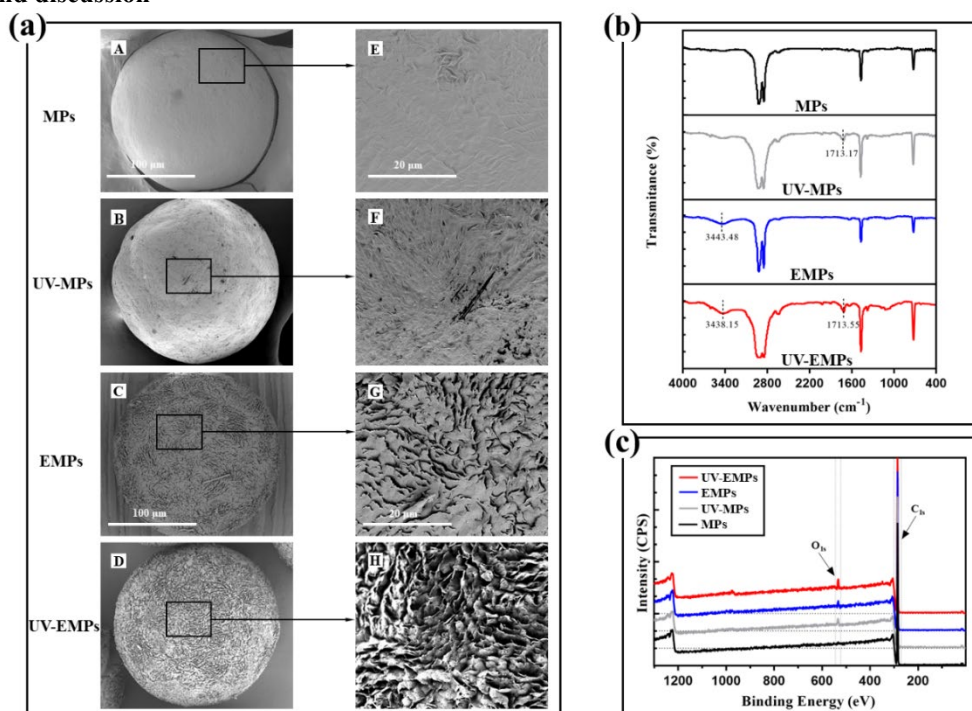 (a)
A
E
MPs
100 μm
20 μm
B
F
UV-MPs
C
G
EMPs
100 μm
20 μm
D
H
UV-EMPs
(b)
Transmitance (%)
MPs
1713.17
UV-MPs
3443.48
EMPs
3438.15
1713.55
UV-EMPs
4000 3400 2800 2200 1600 1000 400
Wavenumber (cm⁻¹)
(c)
Intensity (CPS)
UV-EMPs
EMPs
UV-MPs
MPs
O1s
C1s
1200 1000 800 600 400 200 0
Binding Energy (eV)